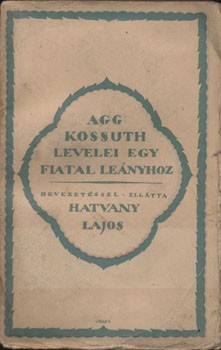 AGG
KOSSUTH
LEVELEI EGY
FIATAL LEÁNYHOZ
BEVEZETÉSSEL ELLÁTTA
HATVANY
LAJOS